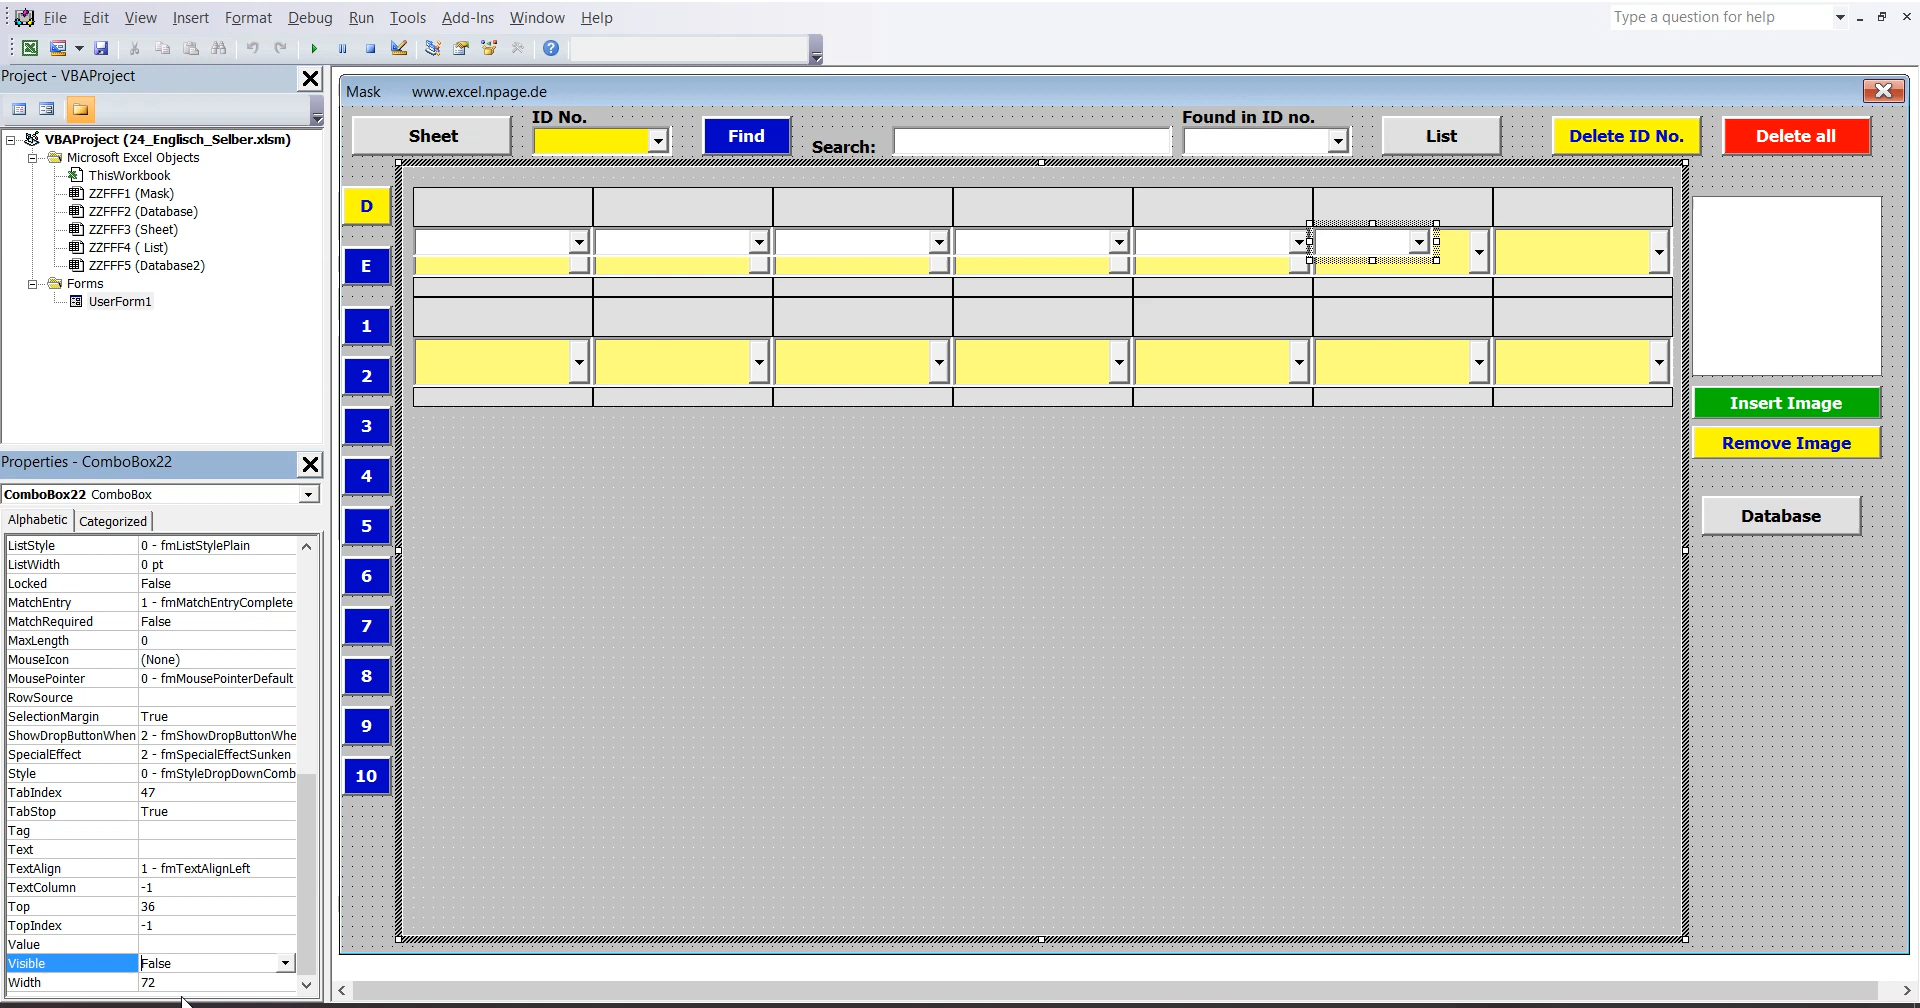 File Edit View Insert Format Debug Run Tools Add-Ins Window Help
Type a question for help
Project - VBAProject
VBAProject (24_Englisch_Selber.xlsm)
Microsoft Excel Objects
ThisWorkbook
ZZFFF1 (Mask)
ZZFFF2 (Database)
ZZFFF3 (Sheet)
ZZFFF4 ( List)
ZZFFF5 (Database2)
Forms
UserForm1
Properties - ComboBox22
ComboBox22 ComboBox
Alphabetic Categorized
ListStyle 0 - fmListStylePlain
ListWidth 0 pt
Locked False
MatchEntry 1 - fmMatchEntryComplete
MatchRequired False
MaxLength 0
MouseIcon (None)
MousePointer 0 - fmMousePointerDefault
RowSource
SelectionMargin True
ShowDropButtonWhen 2 - fmShowDropButtonWhe
SpecialEffect 2 - fmSpecialEffectSunken
Style 0 - fmStyleDropDownComb
TabIndex 47
TabStop True
Tag
Text
TextAlign 1 - fmTextAlignLeft
TextColumn -1
Top 36
TopIndex -1
Value
Visible False
Width 72
Mask www.excel.npage.de
Sheet
ID No.
Find
Search:
Found in ID no.
List
Delete ID No.
Delete all
D
E
1
2
3
4
5
6
7
8
9
10
Insert Image
Remove Image
Database